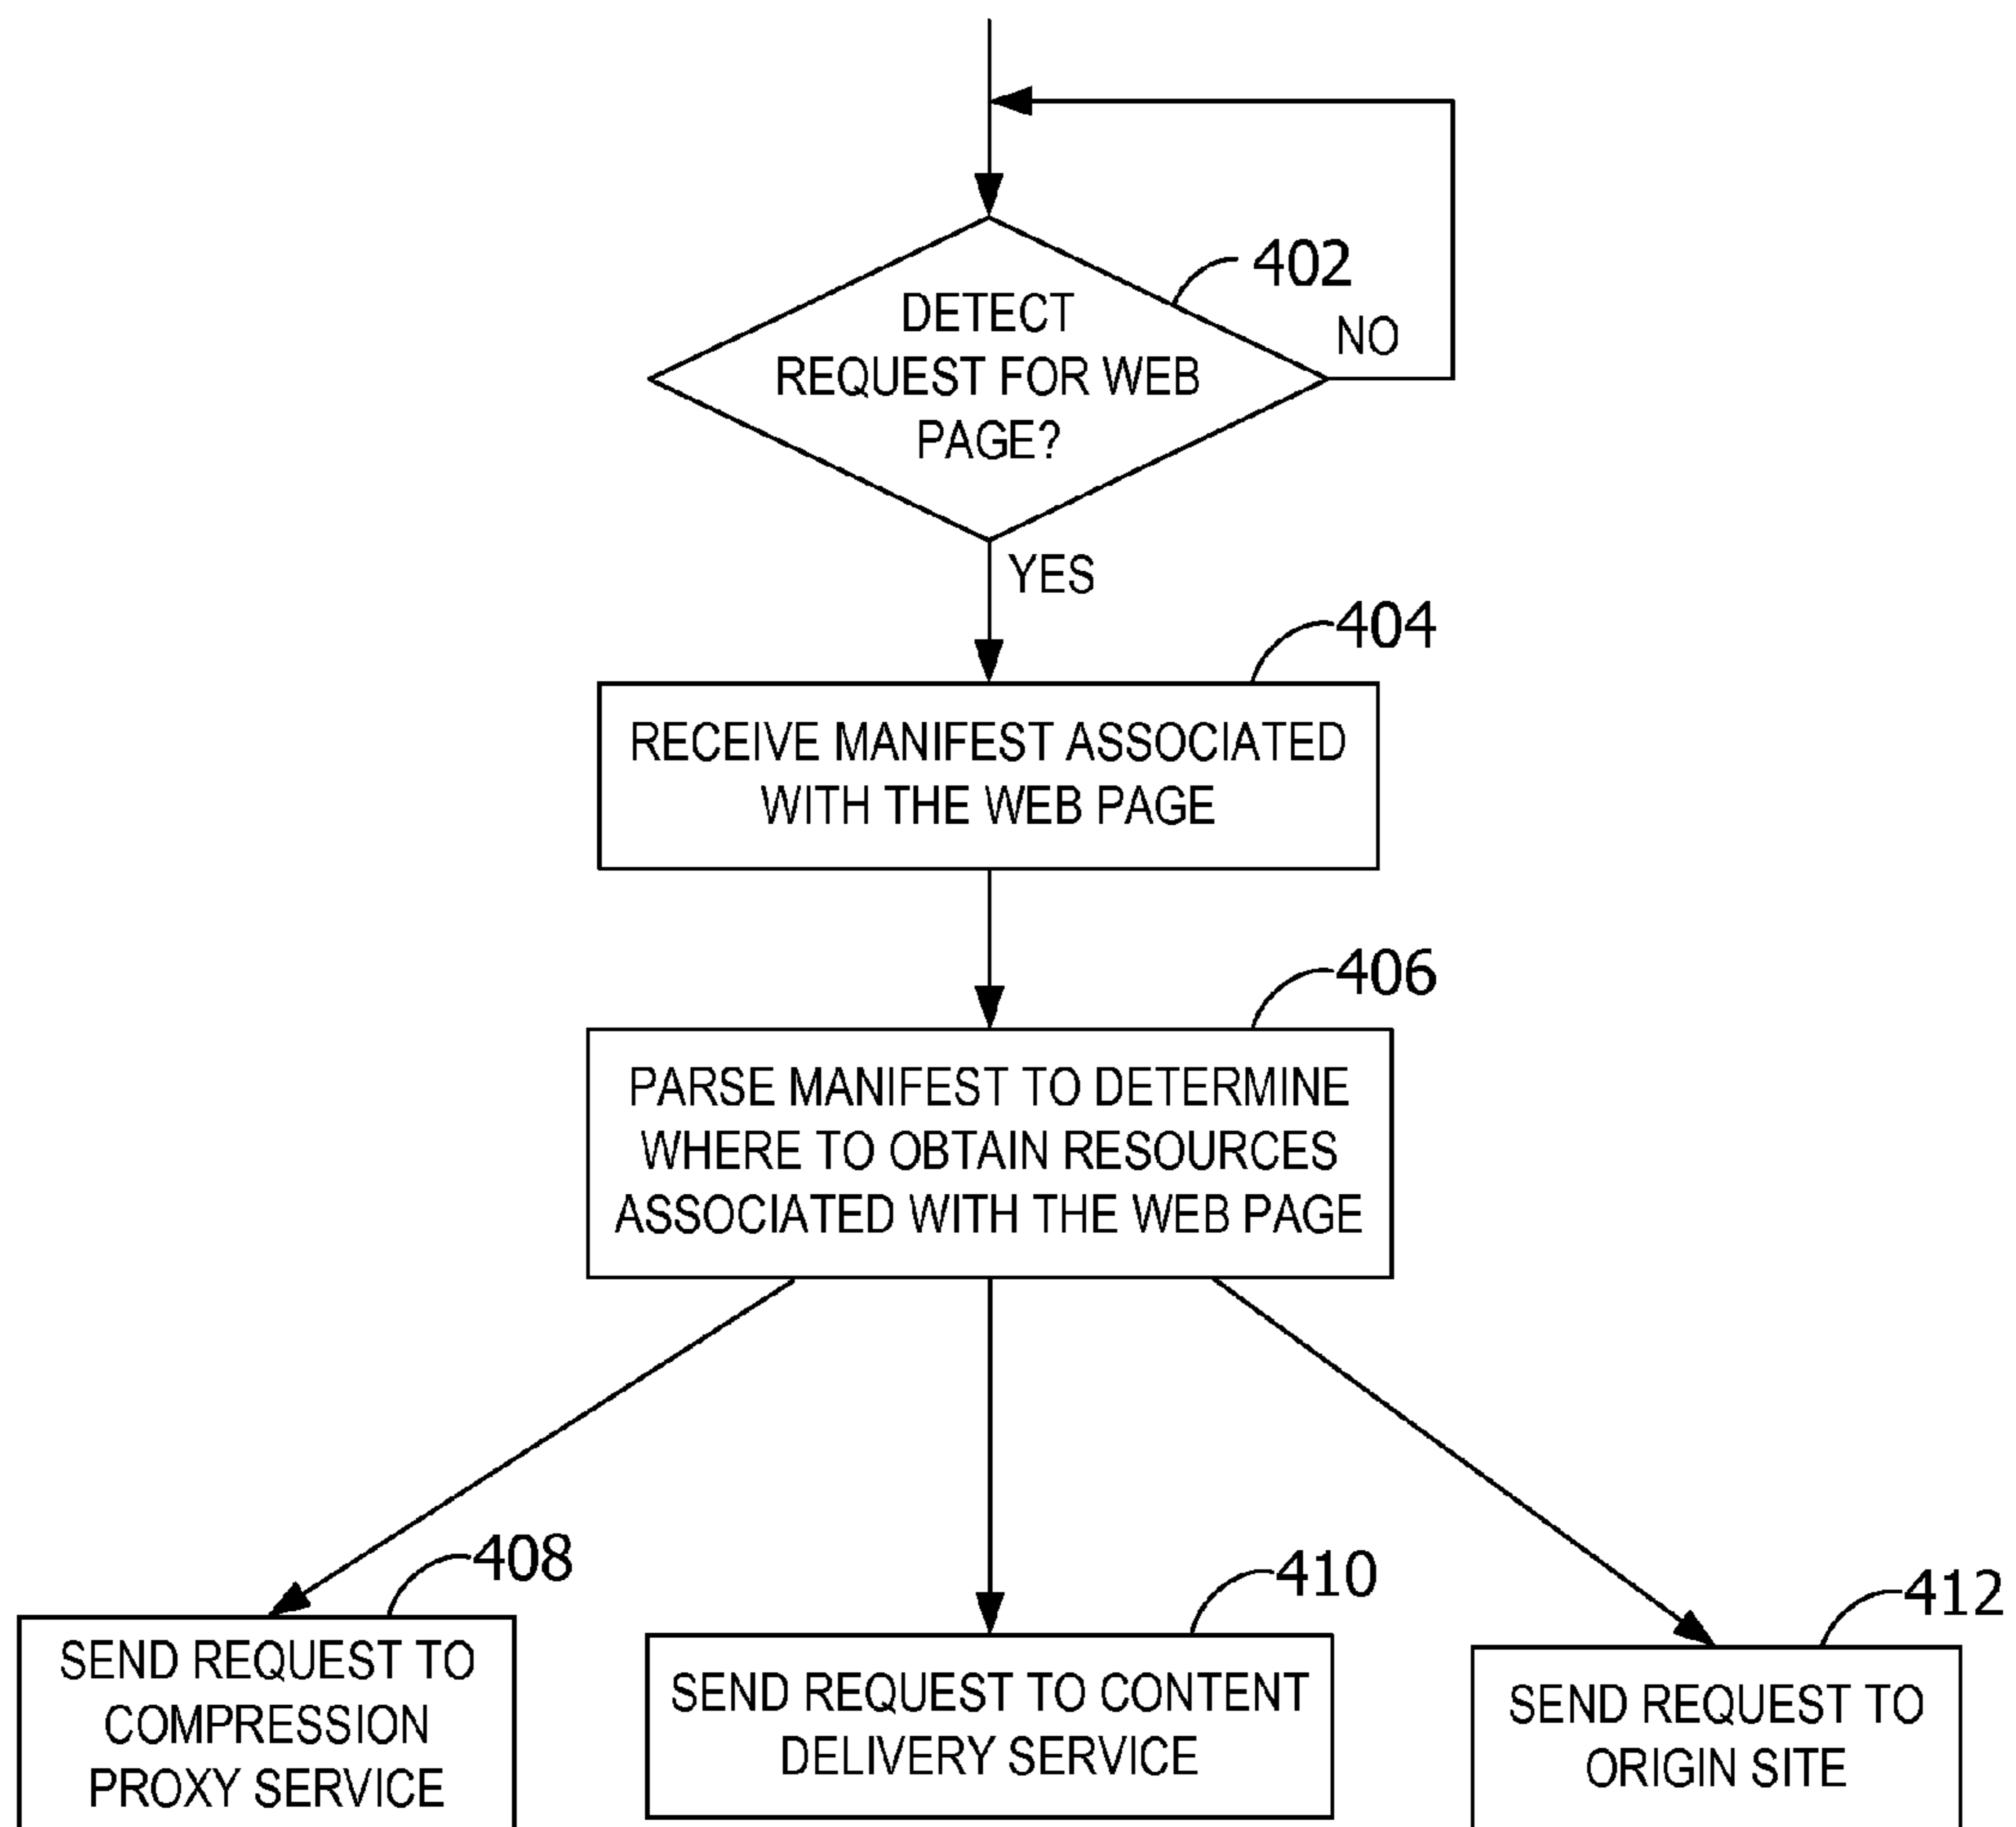 402
DETECT
REQUEST FOR WEB
PAGE?
NO
YES
404
RECEIVE MANIFEST ASSOCIATED
WITH THE WEB PAGE
406
PARSE MANIFEST TO DETERMINE
WHERE TO OBTAIN RESOURCES
ASSOCIATED WITH THE WEB PAGE
408
SEND REQUEST TO
COMPRESSION
PROXY SERVICE
410
SEND REQUEST TO CONTENT
DELIVERY SERVICE
412
SEND REQUEST TO
ORIGIN SITE